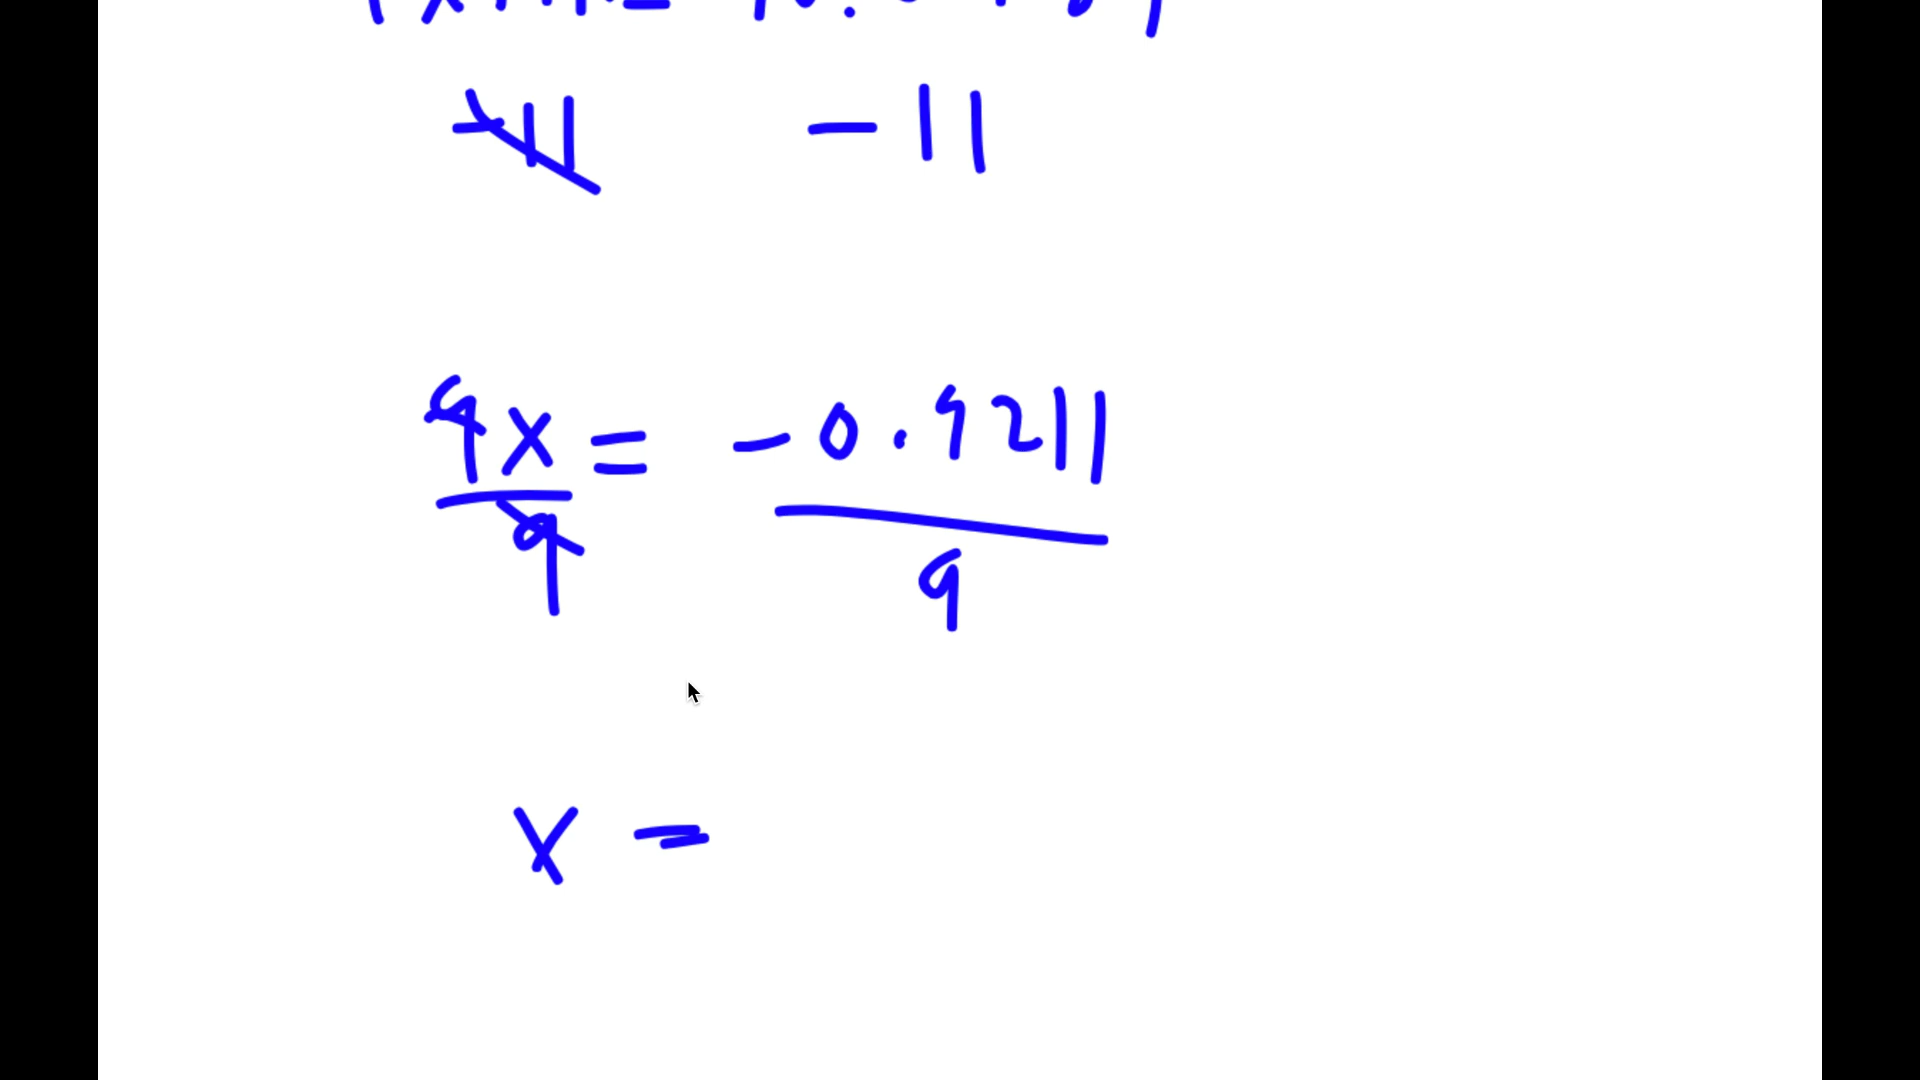 -11 -11
9x = -0.9211
9 9
x =